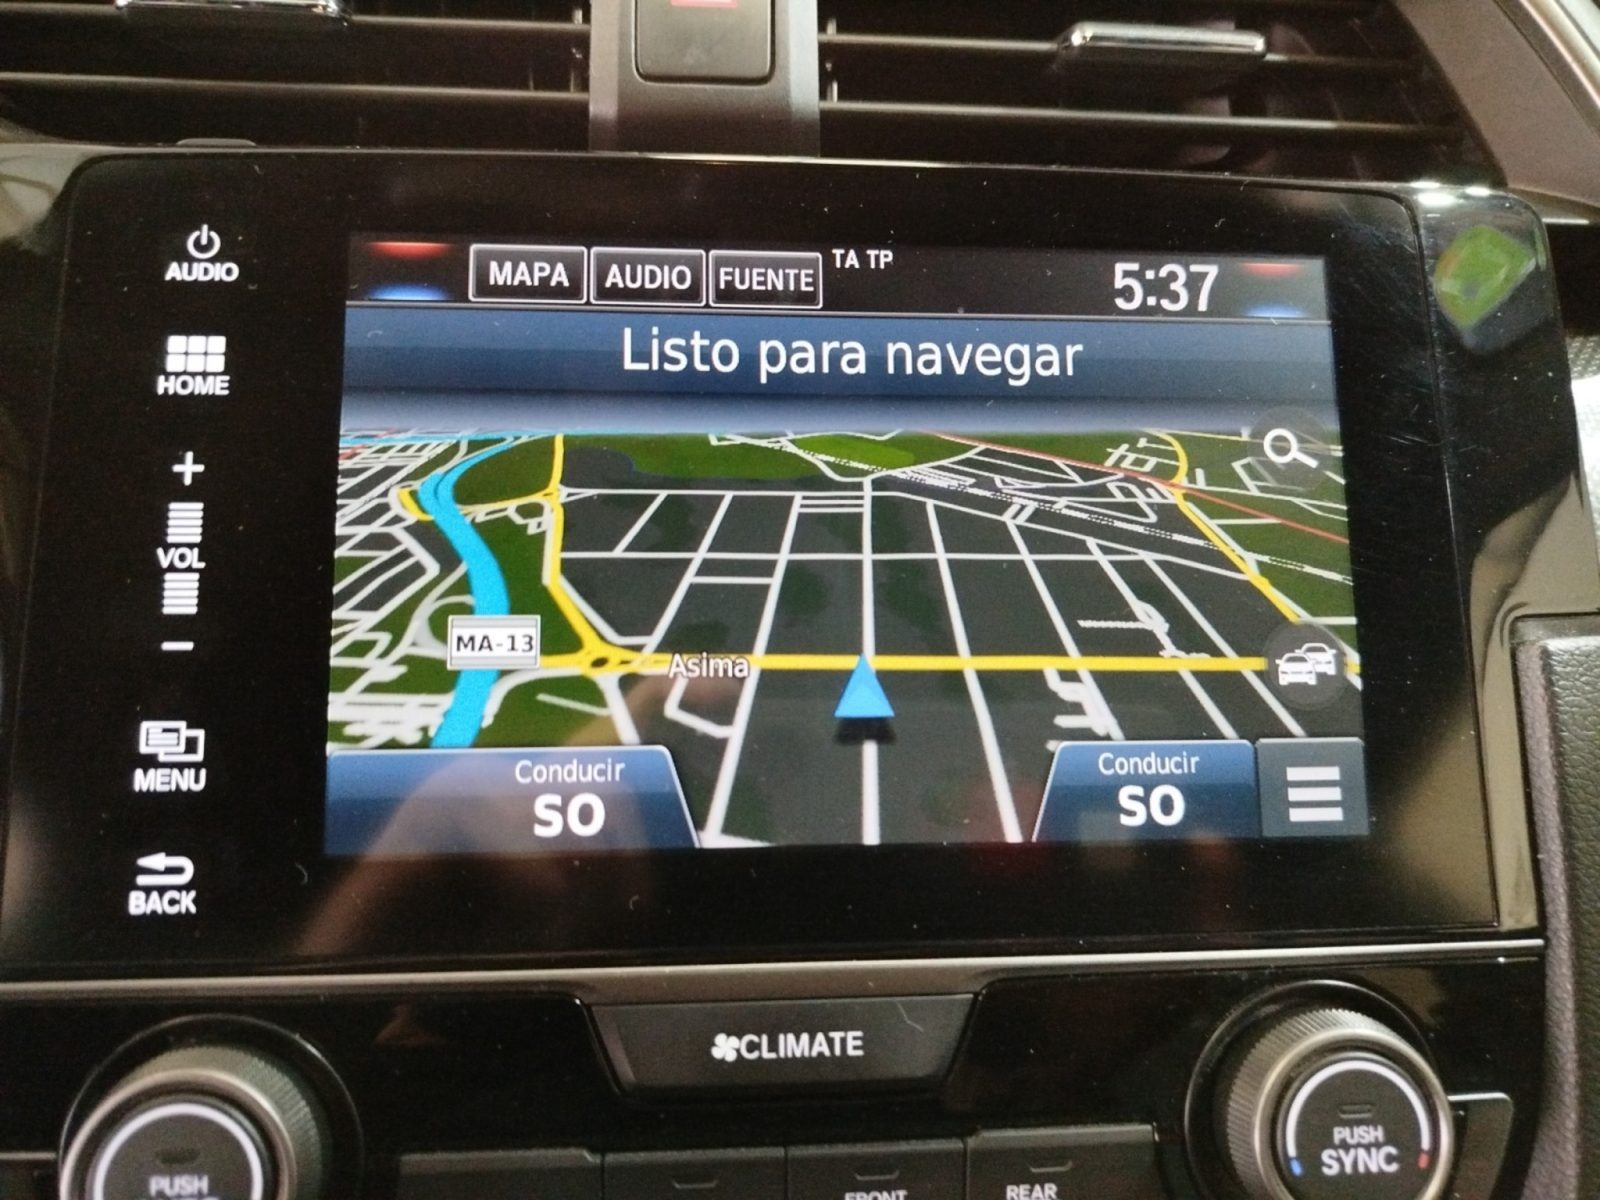 AUDIO
HOME
+
VOL
−
MENU
BACK
MAPA AUDIO FUENTE TA TP 5:37
Listo para navegar
MA-13
Asima
Conducir
SO
Conducir
SO
CLIMATE
PUSH
FRONT
REAR
PUSH
SYNC